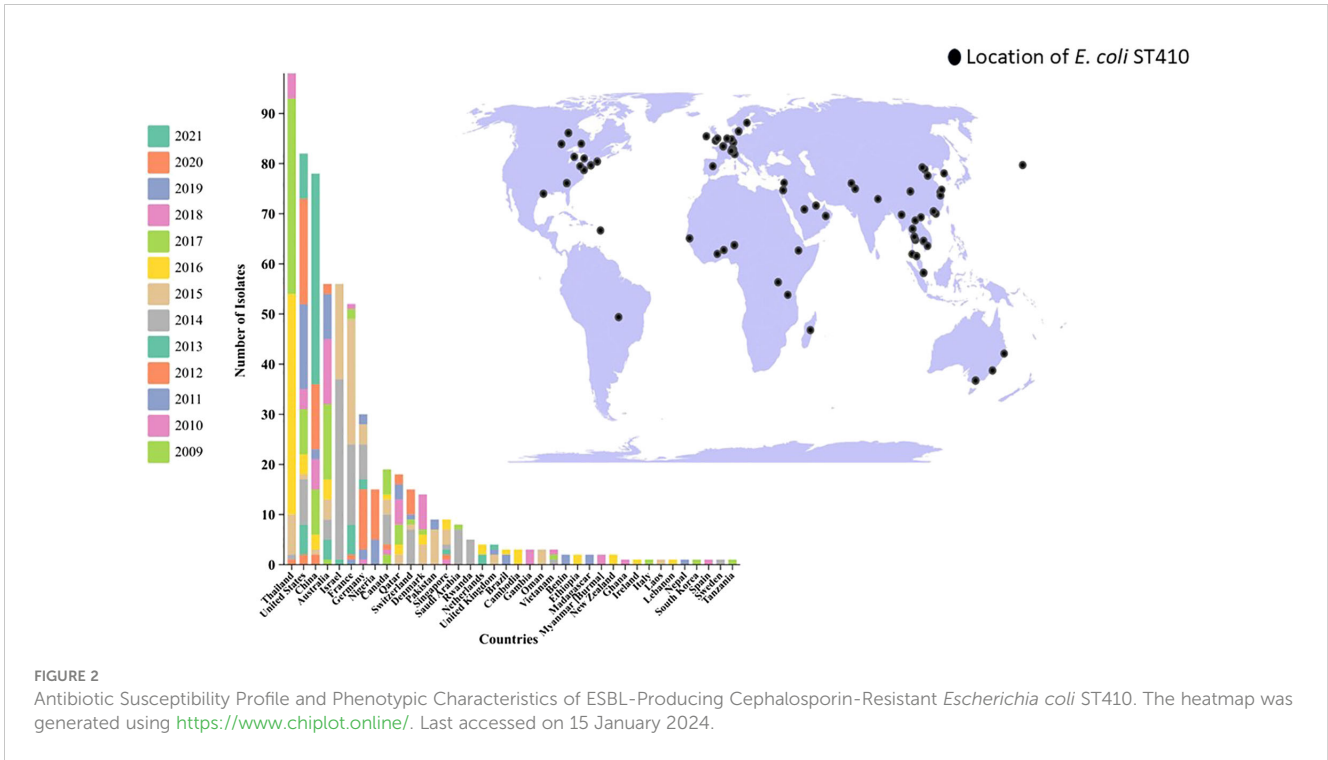 Location of E. coli ST410
Number of Isolates
90
80
70
60
50
40
30
20
10
0
2021
2020
2019
2018
2017
2016
2015
2014
2013
2012
2011
2010
2009
Thailand
United States
China
Australia
Israel
France
Germany
Nigeria
Canada
Qatar
Switzerland
Denmark
Pakistan
Singapore
Saudi Arabia
Rwanda
Netherlands
United Kingdom
Brazil
Cambodia
Gambia
Oman
Vietnam
Benin
Ethiopia
Madagascar
Myanmar [Burma]
New Zealand
Ghana
Ireland
Italy
Laos
Lebanon
Nepal
South Korea
Spain
Sweden
Tanzania
Countries
FIGURE 2
Antibiotic Susceptibility Profile and Phenotypic Characteristics of ESBL-Producing Cephalosporin-Resistant Escherichia coli ST410. The heatmap was
generated using https://www.chiplot.online/. Last accessed on 15 January 2024.